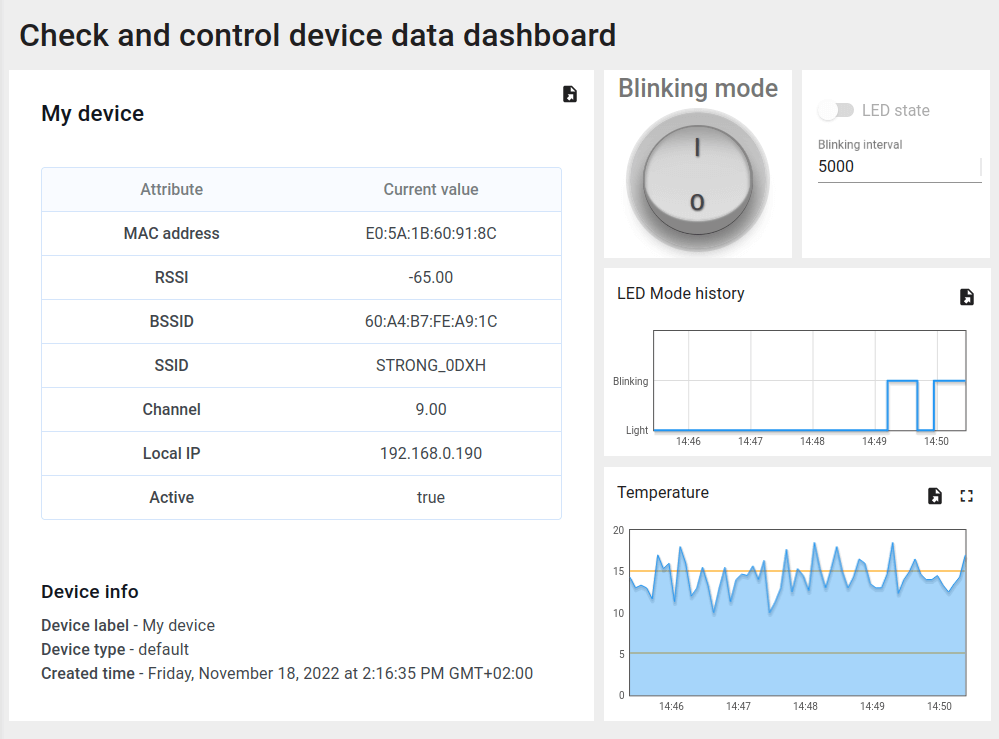 Check and control device data dashboard
My device
Attribute Current value
MAC address E0:5A:1B:60:91:8C
RSSI -65.00
BSSID 60:A4:B7:FE:A9:1C
SSID STRONG_0DXH
Channel 9.00
Local IP 192.168.0.190
Active true
Device info
Device label - My device
Device type - default
Created time - Friday, November 18, 2022 at 2:16:35 PM GMT+02:00
Blinking mode
I
O
LED state
Blinking interval
5000
LED Mode history
Blinking
Light
14:46 14:47 14:48 14:49 14:50
Temperature
20
15
10
5
0
14:46 14:47 14:48 14:49 14:50